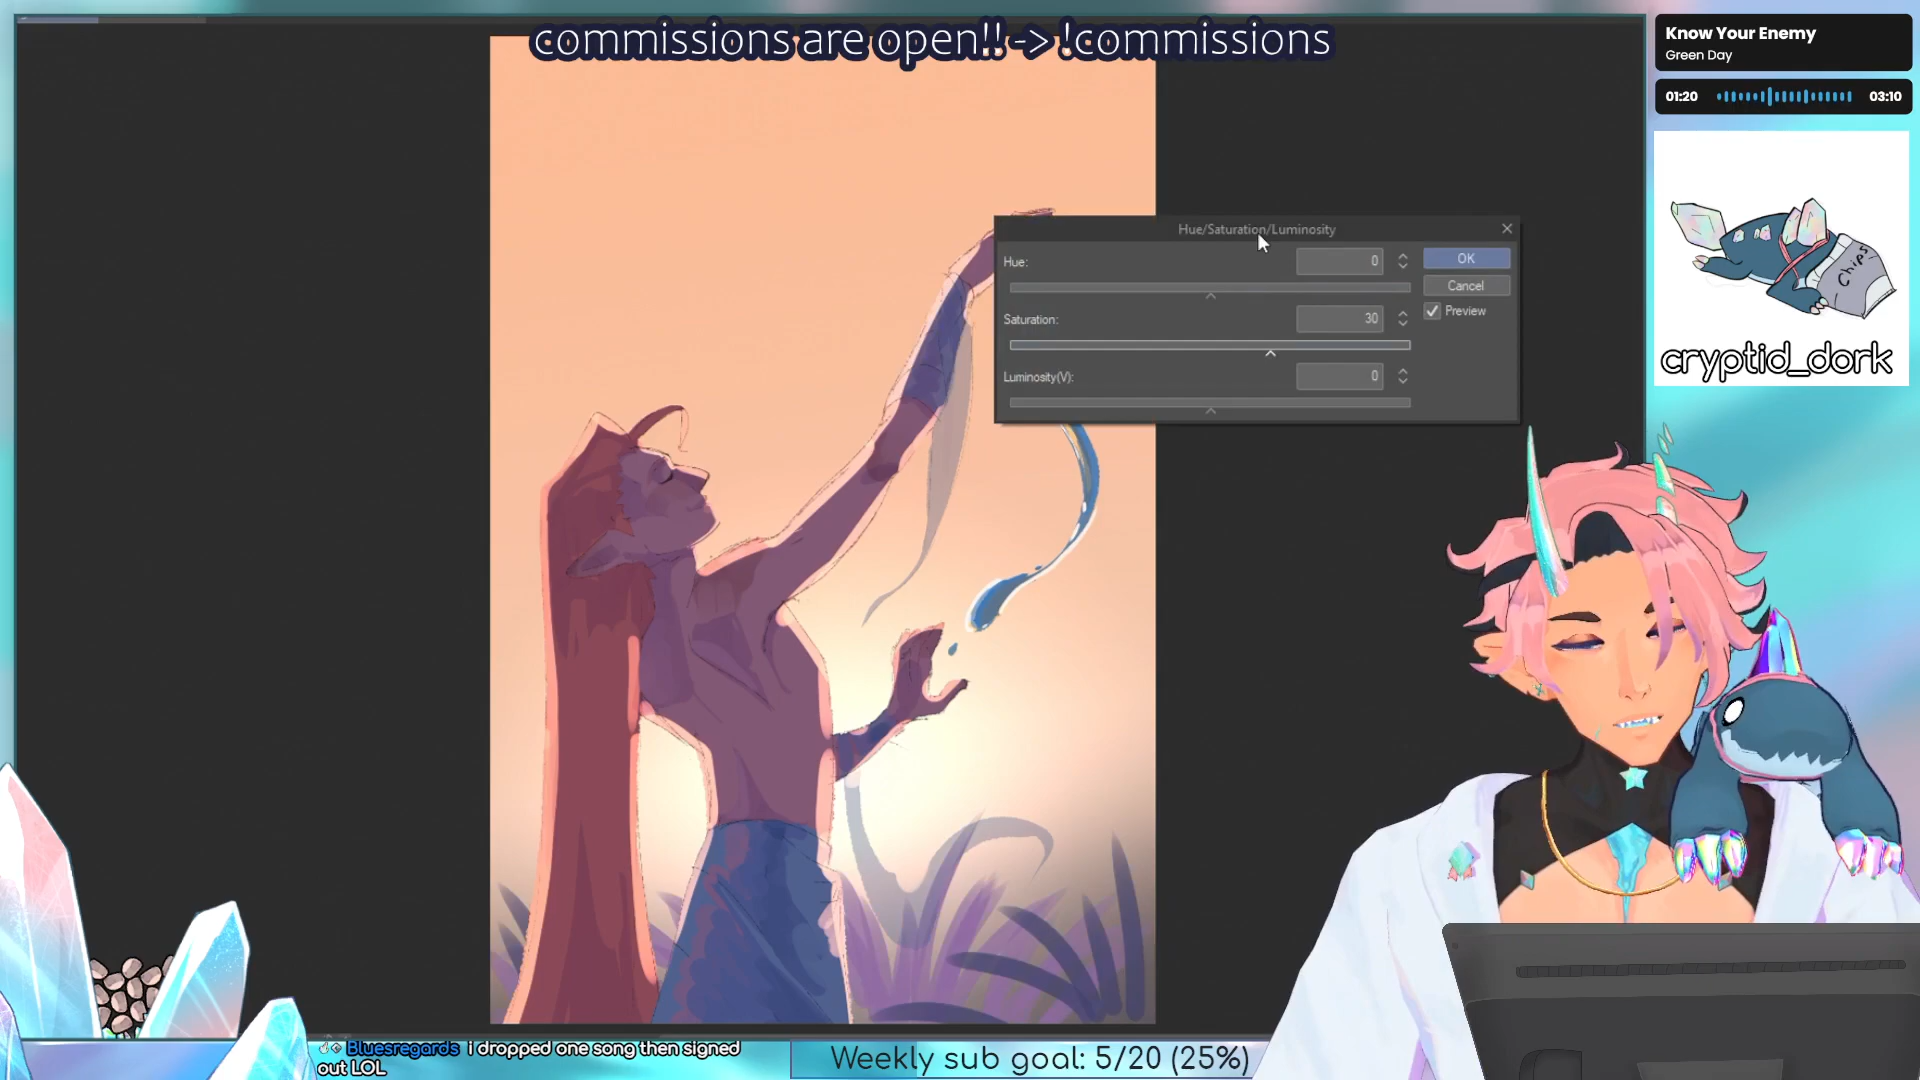 commissions are open!! -> !commissions
Know Your Enemy
Green Day
01:20
03:10
Chips
cryptid_dork
Hue/Saturation/Luminosity
Hue:
0
OK
Cancel
Saturation:
30
Preview
Luminosity(V):
0
Bluesregards i dropped one song then signed
out LOL
Weekly sub goal: 5/20 (25%)